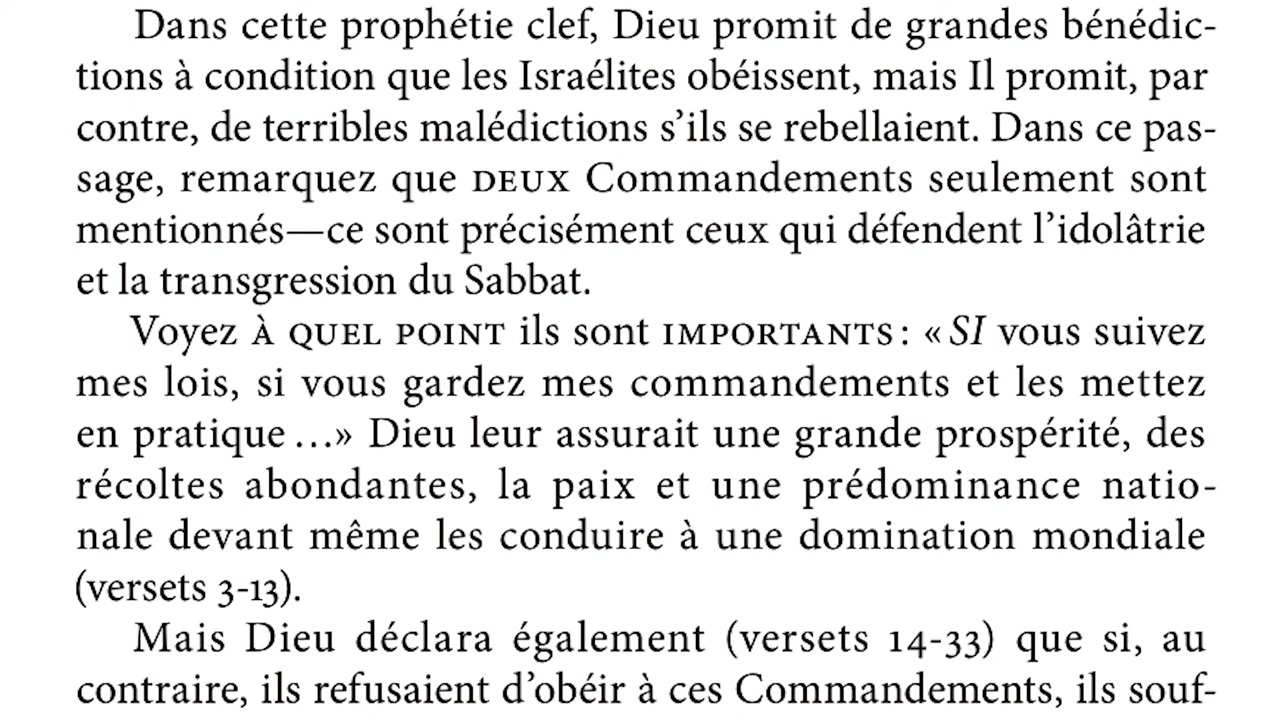 Dans cette prophétie clef, Dieu promit de grandes bénédic-
tions à condition que les Israélites obéissent, mais Il promit, par
contre, de terribles malédictions s’ils se rebellaient. Dans ce pas-
sage, remarquez que DEUX Commandements seulement sont
mentionnés—ce sont précisément ceux qui défendent l’idolâtrie
et la transgression du Sabbat.
Voyez À QUEL POINT ils sont IMPORTANTS : « SI vous suivez
mes lois, si vous gardez mes commandements et les mettez
en pratique …» Dieu leur assurait une grande prospérité, des
récoltes abondantes, la paix et une prédominance natio-
nale devant même les conduire à une domination mondiale
(versets 3-13).
Mais Dieu déclara également (versets 14-33) que si, au
contraire, ils refusaient d’obéir à ces Commandements, ils souf-